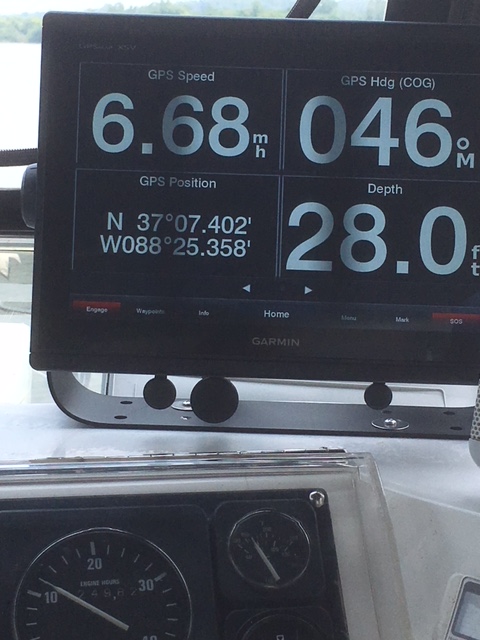 GPS Speed
6.68 mh
GPS Hdg (COG)
046°M
GPS Position
N 37°07.402'
W088°25.358'
Depth
28.0 ft
Engage Waypoints Info Home Menu Mark SOS
GARMIN
20
ENGINE HOURS
10 30